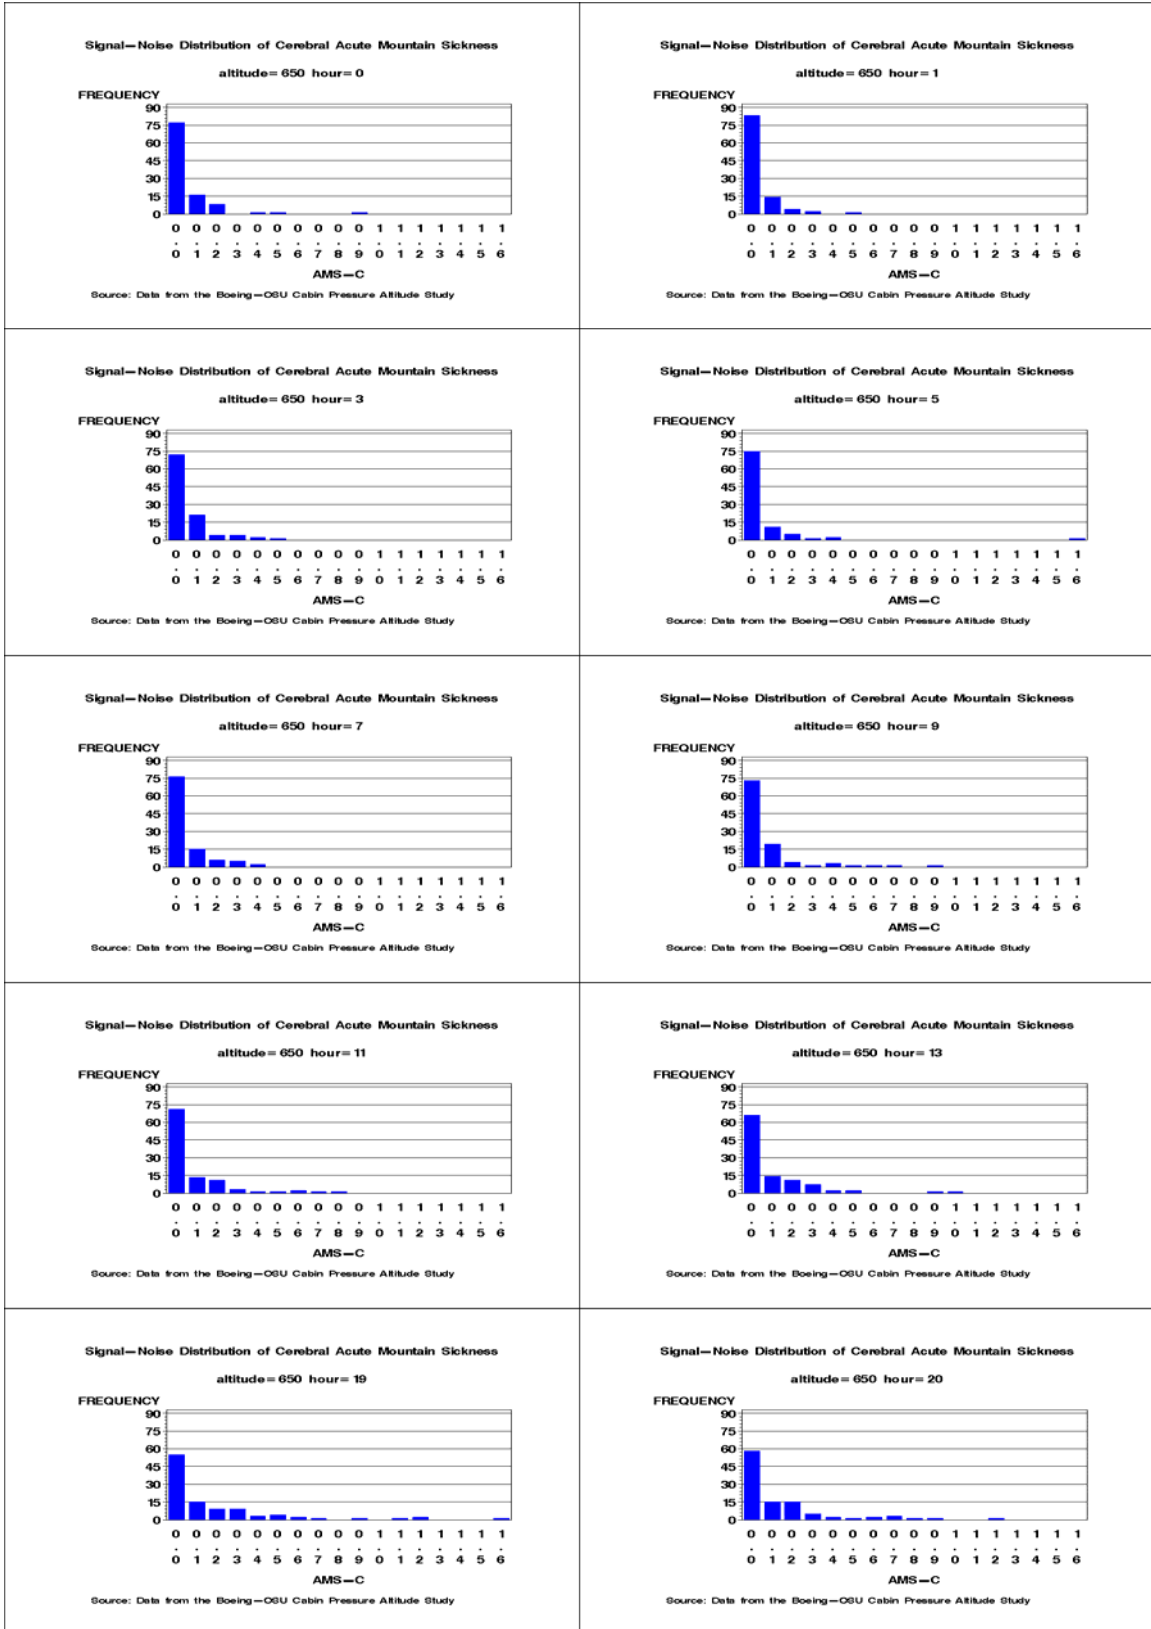 Signal—Noise Distribution of Cerebral Acute Mountain Sickness
altitude= 650 hour= 0
FREQUENCY
90
75
60
45
30
15
0
0 0 0 0 0 0 0 0 0 0 1 1 1 1 1 1 1
. . . . . . . . . . . . . . . . .
0 1 2 3 4 5 6 7 8 9 0 1 2 3 4 5 6
AMS—C
Source: Data from the Boeing—OSU Cabin Pressure Altitude Study
Signal—Noise Distribution of Cerebral Acute Mountain Sickness
altitude= 650 hour= 1
FREQUENCY
90
75
60
45
30
15
0
0 0 0 0 0 0 0 0 0 0 1 1 1 1 1 1 1
. . . . . . . . . . . . . . . . .
0 1 2 3 4 5 6 7 8 9 0 1 2 3 4 5 6
AMS—C
Source: Data from the Boeing—OSU Cabin Pressure Altitude Study
Signal—Noise Distribution of Cerebral Acute Mountain Sickness
altitude= 650 hour= 3
FREQUENCY
90
75
60
45
30
15
0
0 0 0 0 0 0 0 0 0 0 1 1 1 1 1 1 1
. . . . . . . . . . . . . . . . .
0 1 2 3 4 5 6 7 8 9 0 1 2 3 4 5 6
AMS—C
Source: Data from the Boeing—OSU Cabin Pressure Altitude Study
Signal—Noise Distribution of Cerebral Acute Mountain Sickness
altitude= 650 hour= 5
FREQUENCY
90
75
60
45
30
15
0
0 0 0 0 0 0 0 0 0 0 1 1 1 1 1 1 1
. . . . . . . . . . . . . . . . .
0 1 2 3 4 5 6 7 8 9 0 1 2 3 4 5 6
AMS—C
Source: Data from the Boeing—OSU Cabin Pressure Altitude Study
Signal—Noise Distribution of Cerebral Acute Mountain Sickness
altitude= 650 hour= 7
FREQUENCY
90
75
60
45
30
15
0
0 0 0 0 0 0 0 0 0 0 1 1 1 1 1 1 1
. . . . . . . . . . . . . . . . .
0 1 2 3 4 5 6 7 8 9 0 1 2 3 4 5 6
AMS—C
Source: Data from the Boeing—OSU Cabin Pressure Altitude Study
Signal—Noise Distribution of Cerebral Acute Mountain Sickness
altitude= 650 hour= 9
FREQUENCY
90
75
60
45
30
15
0
0 0 0 0 0 0 0 0 0 0 1 1 1 1 1 1 1
. . . . . . . . . . . . . . . . .
0 1 2 3 4 5 6 7 8 9 0 1 2 3 4 5 6
AMS—C
Source: Data from the Boeing—OSU Cabin Pressure Altitude Study
Signal—Noise Distribution of Cerebral Acute Mountain Sickness
altitude= 650 hour= 11
FREQUENCY
90
75
60
45
30
15
0
0 0 0 0 0 0 0 0 0 0 1 1 1 1 1 1 1
. . . . . . . . . . . . . . . . .
0 1 2 3 4 5 6 7 8 9 0 1 2 3 4 5 6
AMS—C
Source: Data from the Boeing—OSU Cabin Pressure Altitude Study
Signal—Noise Distribution of Cerebral Acute Mountain Sickness
altitude= 650 hour= 13
FREQUENCY
90
75
60
45
30
15
0
0 0 0 0 0 0 0 0 0 0 1 1 1 1 1 1 1
. . . . . . . . . . . . . . . . .
0 1 2 3 4 5 6 7 8 9 0 1 2 3 4 5 6
AMS—C
Source: Data from the Boeing—OSU Cabin Pressure Altitude Study
Signal—Noise Distribution of Cerebral Acute Mountain Sickness
altitude= 650 hour= 19
FREQUENCY
90
75
60
45
30
15
0
0 0 0 0 0 0 0 0 0 0 1 1 1 1 1 1 1
. . . . . . . . . . . . . . . . .
0 1 2 3 4 5 6 7 8 9 0 1 2 3 4 5 6
AMS—C
Source: Data from the Boeing—OSU Cabin Pressure Altitude Study
Signal—Noise Distribution of Cerebral Acute Mountain Sickness
altitude= 650 hour= 20
FREQUENCY
90
75
60
45
30
15
0
0 0 0 0 0 0 0 0 0 0 1 1 1 1 1 1 1
. . . . . . . . . . . . . . . . .
0 1 2 3 4 5 6 7 8 9 0 1 2 3 4 5 6
AMS—C
Source: Data from the Boeing—OSU Cabin Pressure Altitude Study